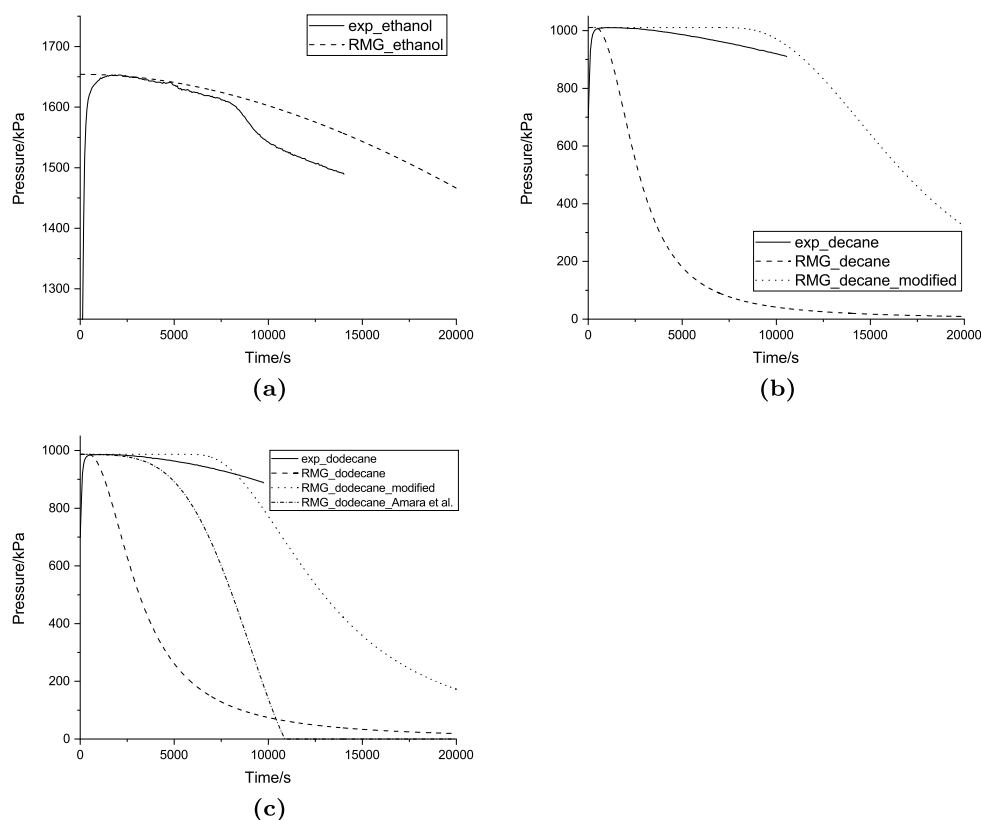 exp_ethanol
RMG_ethanol
1700
1600
1500
1400
1300
Pressure/kPa
0 5000 10000 15000 20000
Time/s
(a)
1000
800
600
400
200
0
Pressure/kPa
exp_decane
RMG_decane
RMG_decane_modified
0 5000 10000 15000 20000
Time/s
(b)
1000
800
600
400
200
0
Pressure/kPa
exp_dodecane
RMG_dodecane
RMG_dodecane_modified
RMG_dodecane_Amara et al.
0 5000 10000 15000 20000
Time/s
(c)